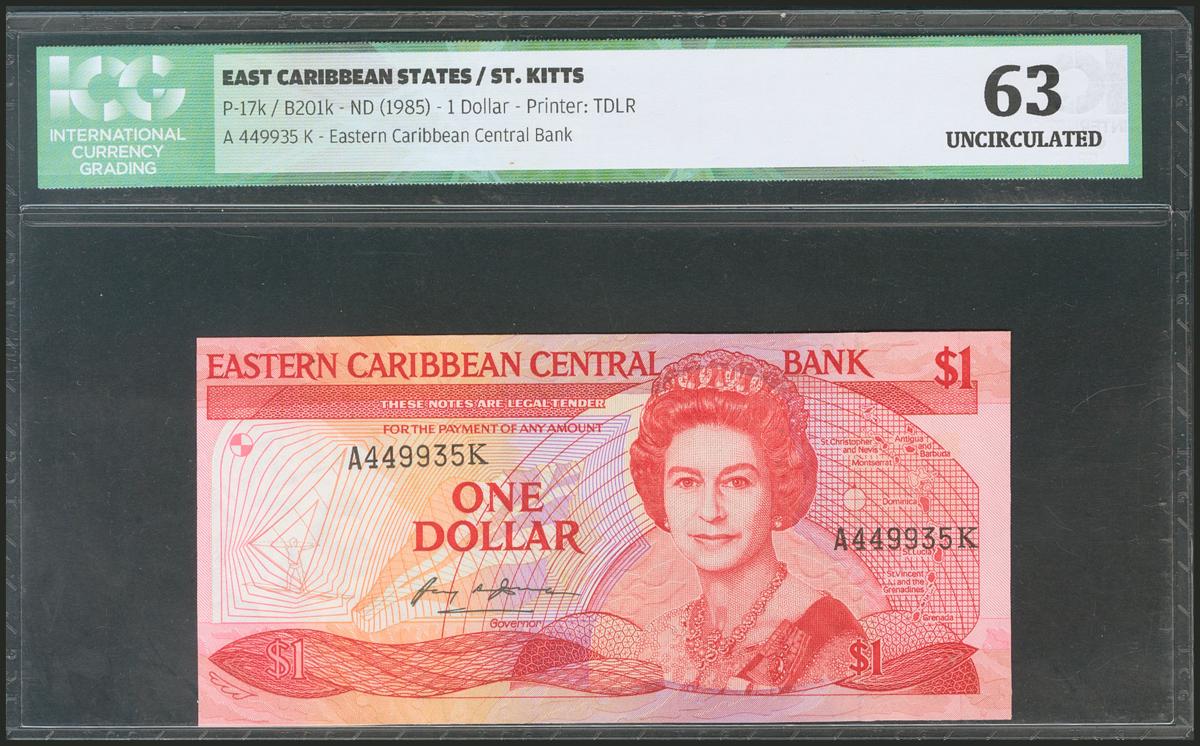 ICG
INTERNATIONAL
CURRENCY
GRADING
EAST CARIBBEAN STATES / ST. KITTS
P-17k / B201k - ND (1985) - 1 Dollar - Printer: TDLR
A 449935 K - Eastern Caribbean Central Bank
63
UNCIRCULATED
EASTERN CARIBBEAN CENTRAL BANK $1
THESE NOTES ARE LEGAL TENDER
FOR THE PAYMENT OF ANY AMOUNT
A449935K
ONE
DOLLAR
Governor
$1
St Christopher
and Nevis
Antigua
and
Barbuda
Montserrat
Dominica
A449935K
St Lucia
St Vincent
and the
Grenadines
Grenada
$1